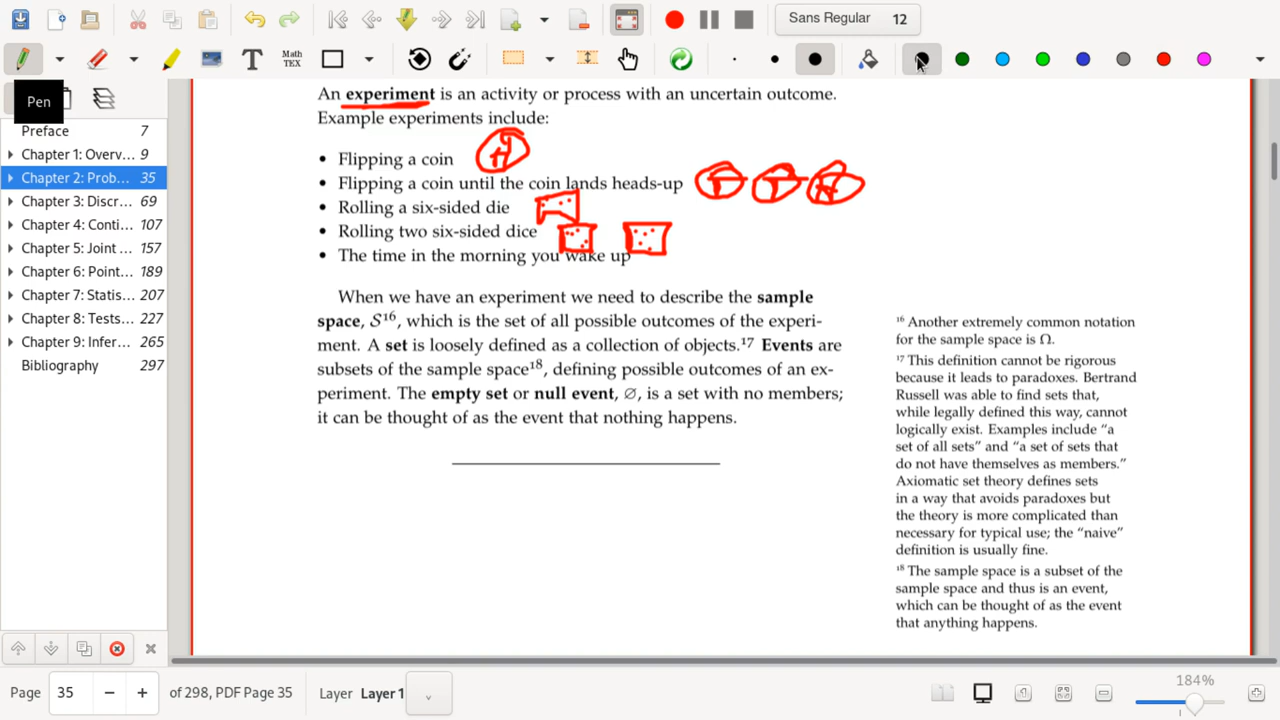 Sans Regular 12
Math
TEX
Pen
Preface 7
Chapter 1: Overv... 9
Chapter 2: Prob... 35
Chapter 3: Discr... 69
Chapter 4: Conti... 107
Chapter 5: Joint ... 157
Chapter 6: Point... 189
Chapter 7: Statis... 207
Chapter 8: Tests... 227
Chapter 9: Infer... 265
Bibliography 297
An experiment is an activity or process with an uncertain outcome.
Example experiments include:
• Flipping a coin H
• Flipping a coin until the coin lands heads-up T T H
• Rolling a six-sided die
• Rolling two six-sided dice
• The time in the morning you wake up
When we have an experiment we need to describe the sample
space, S¹⁶, which is the set of all possible outcomes of the experi-
ment. A set is loosely defined as a collection of objects.¹⁷ Events are
subsets of the sample space¹⁸, defining possible outcomes of an ex-
periment. The empty set or null event, ∅, is a set with no members;
it can be thought of as the event that nothing happens.
¹⁶ Another extremely common notation
for the sample space is Ω.
¹⁷ This definition cannot be rigorous
because it leads to paradoxes. Bertrand
Russell was able to find sets that,
while legally defined this way, cannot
logically exist. Examples include “a
set of all sets” and “a set of sets that
do not have themselves as members.”
Axiomatic set theory defines sets
in a way that avoids paradoxes but
the theory is more complicated than
necessary for typical use; the “naive”
definition is usually fine.
¹⁸ The sample space is a subset of the
sample space and thus is an event,
which can be thought of as the event
that anything happens.
Page 35 of 298, PDF Page 35 Layer Layer 1 184%